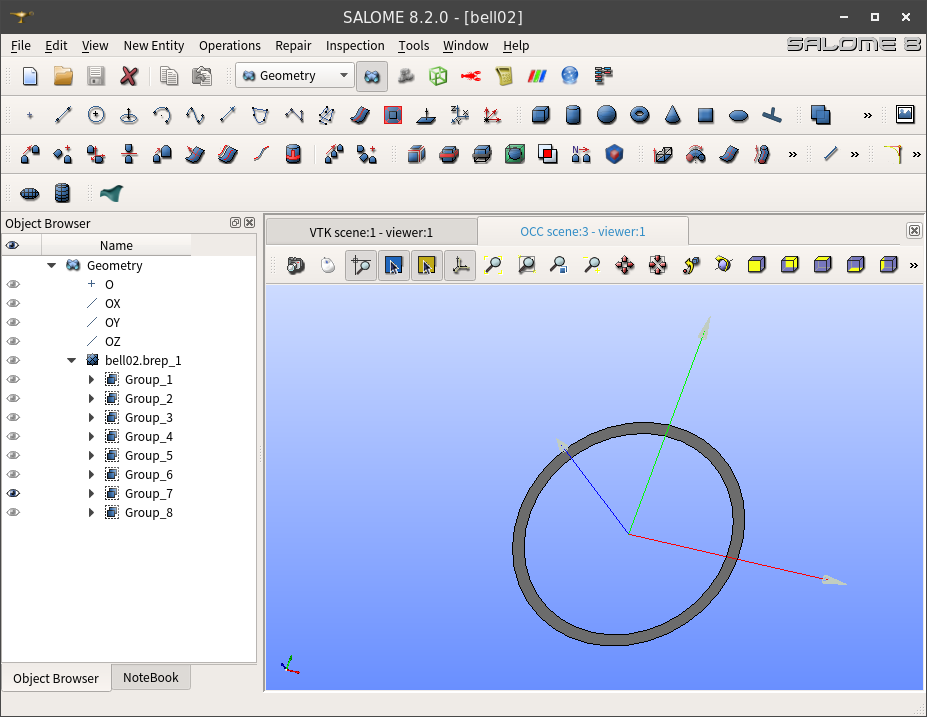 SALOME 8.2.0 - [bell02]
File Edit View New Entity Operations Repair Inspection Tools Window Help
SALOME 8
Geometry
Object Browser
VTK scene:1 - viewer:1
OCC scene:3 - viewer:1
Name
Geometry
O
OX
OY
OZ
bell02.brep_1
Group_1
Group_2
Group_3
Group_4
Group_5
Group_6
Group_7
Group_8
Object Browser
NoteBook